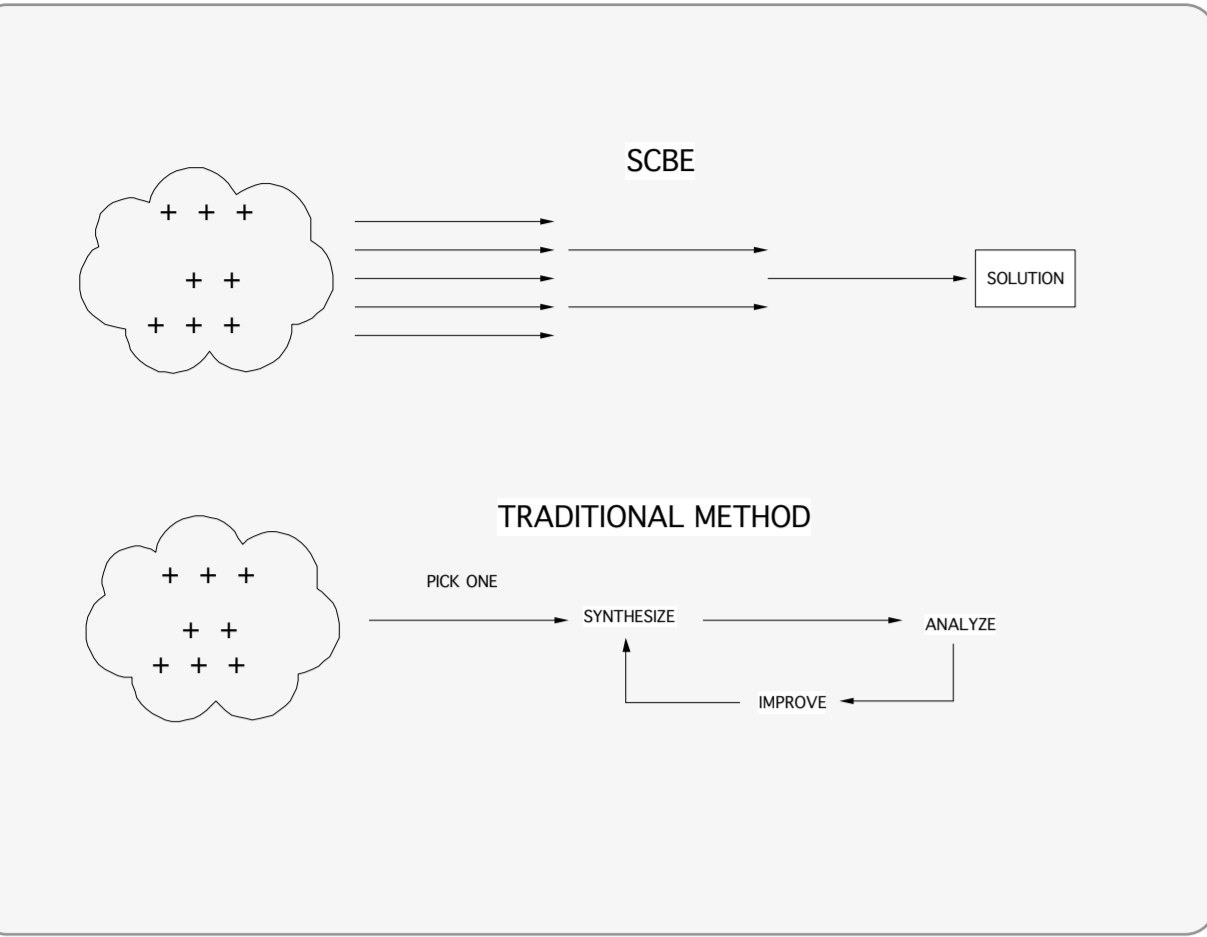 SCBE
+ + +
+ +
+ + +
SOLUTION
TRADITIONAL METHOD
+ + +
+ +
+ + +
PICK ONE
SYNTHESIZE
ANALYZE
IMPROVE